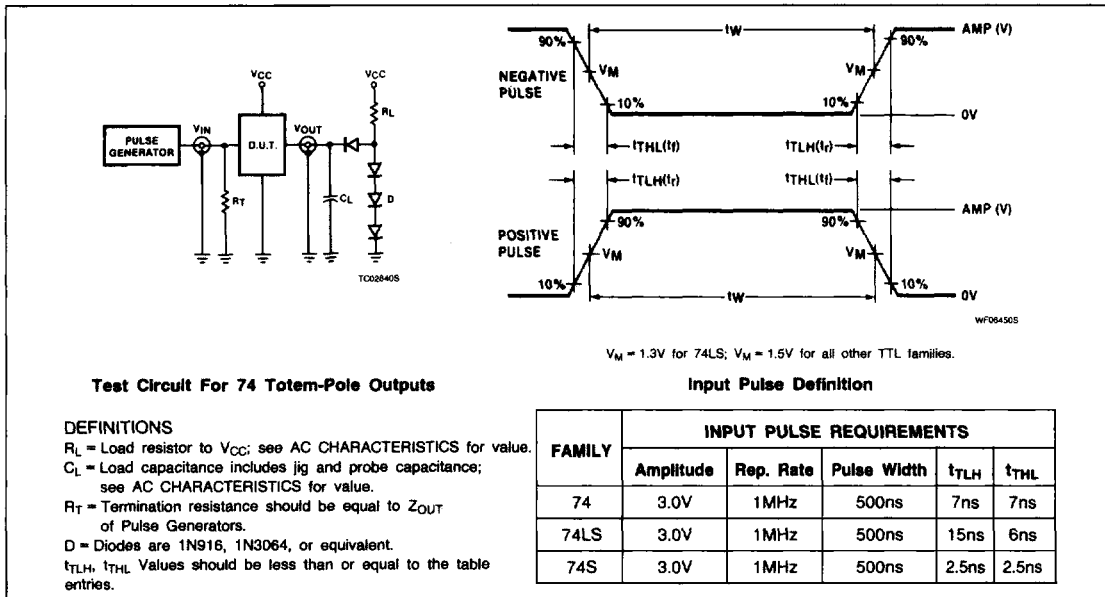 VCC
VCC
RL
PULSE GENERATOR
VIN
D.U.T.
VOUT
RT
CL
D
TC02840S
NEGATIVE PULSE
90%
tW
90%
AMP (V)
VM
VM
10%
10%
0V
tTHL(tf)
tTLH(tr)
tTLH(tr)
tTHL(tf)
POSITIVE PULSE
90%
90%
AMP (V)
VM
VM
10%
10%
tW
0V
WF06450S
VM = 1.3V for 74LS; VM = 1.5V for all other TTL families.
Test Circuit For 74 Totem-Pole Outputs
Input Pulse Definition
DEFINITIONS
RL = Load resistor to VCC; see AC CHARACTERISTICS for value.
CL = Load capacitance includes jig and probe capacitance;
see AC CHARACTERISTICS for value.
RT = Termination resistance should be equal to ZOUT
of Pulse Generators.
D = Diodes are 1N916, 1N3064, or equivalent.
tTLH, tTHL Values should be less than or equal to the table
entries.
FAMILY INPUT PULSE REQUIREMENTS
Amplitude Rep. Rate Pulse Width tTLH tTHL
74 3.0V 1MHz 500ns 7ns 7ns
74LS 3.0V 1MHz 500ns 15ns 6ns
74S 3.0V 1MHz 500ns 2.5ns 2.5ns